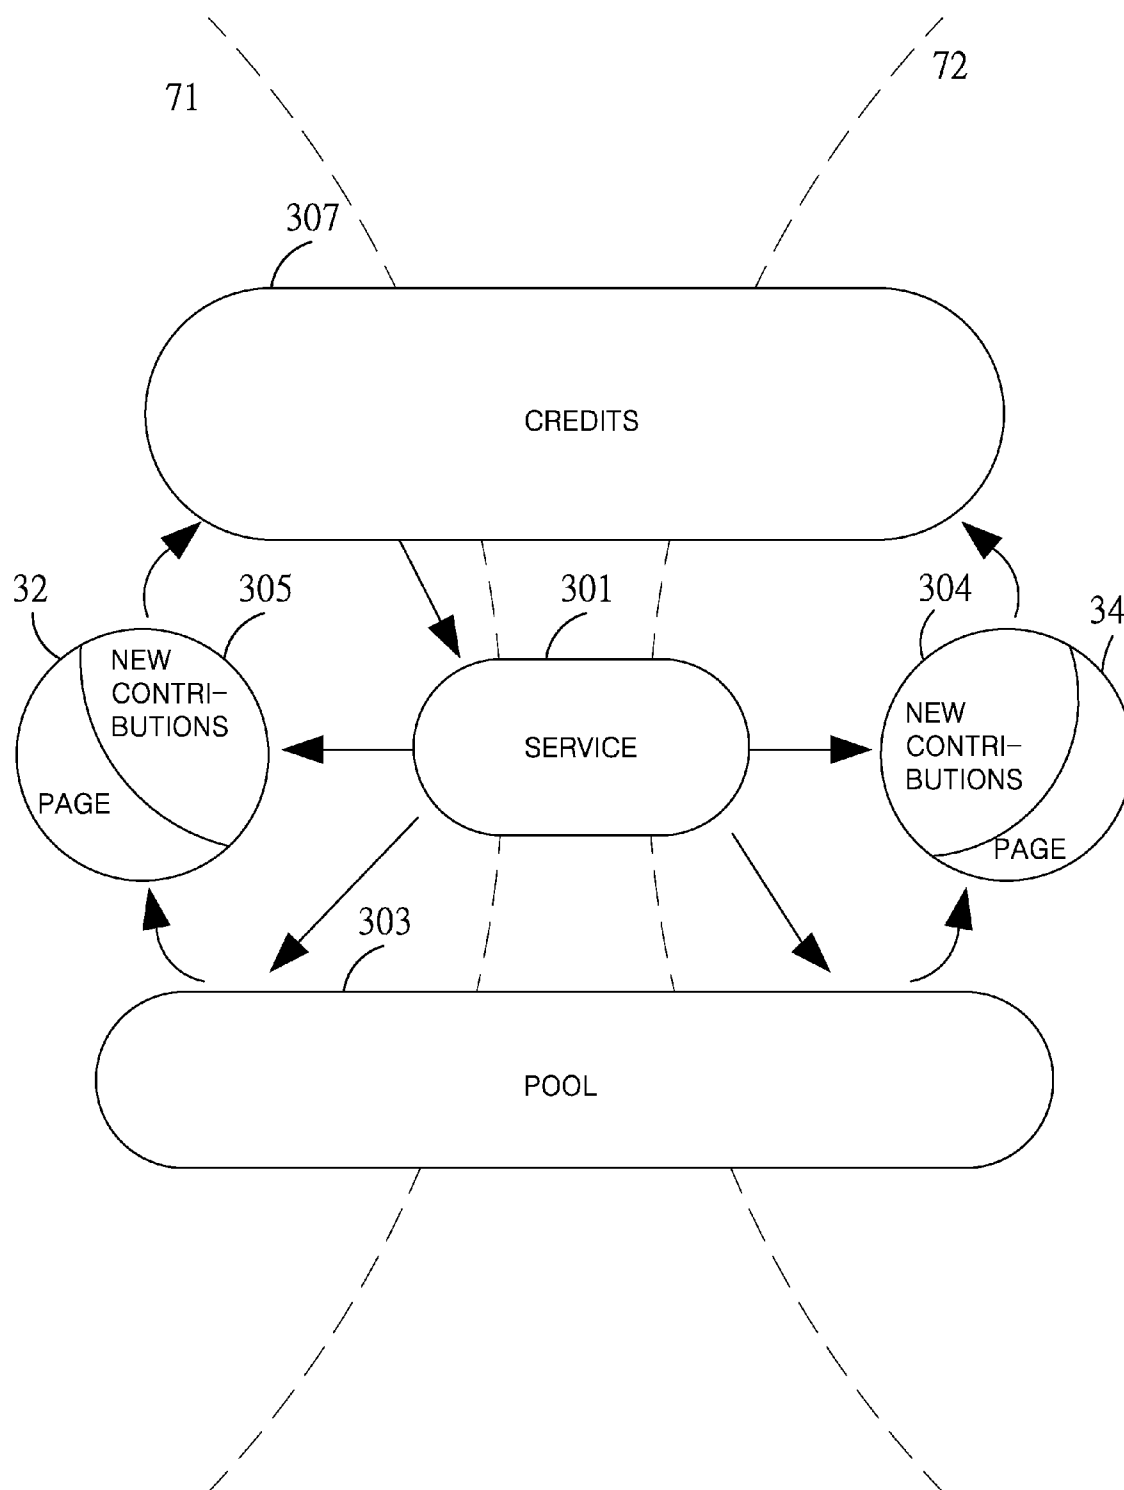 72
71
307
CREDITS
32
305
301
304
34
NEW
CONTRI-
BUTIONS
PAGE
SERVICE
NEW
CONTRI-
BUTIONS
PAGE
303
POOL